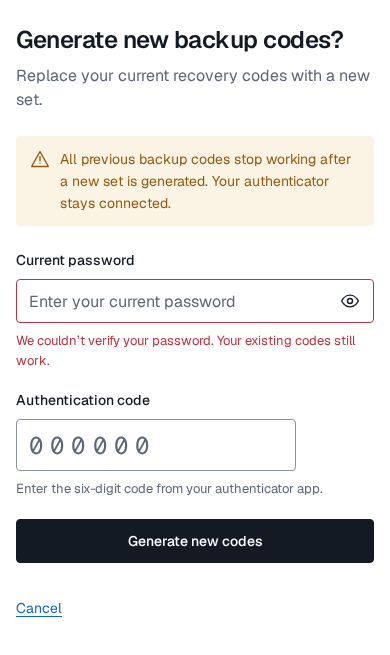 Generate new backup codes?
Replace your current recovery codes with a new
set.
All previous backup codes stop working after
a new set is generated. Your authenticator
stays connected.
Current password
Enter your current password
We couldn’t verify your password. Your existing codes still
work.
Authentication code
000000
Enter the six-digit code from your authenticator app.
Generate new codes
Cancel